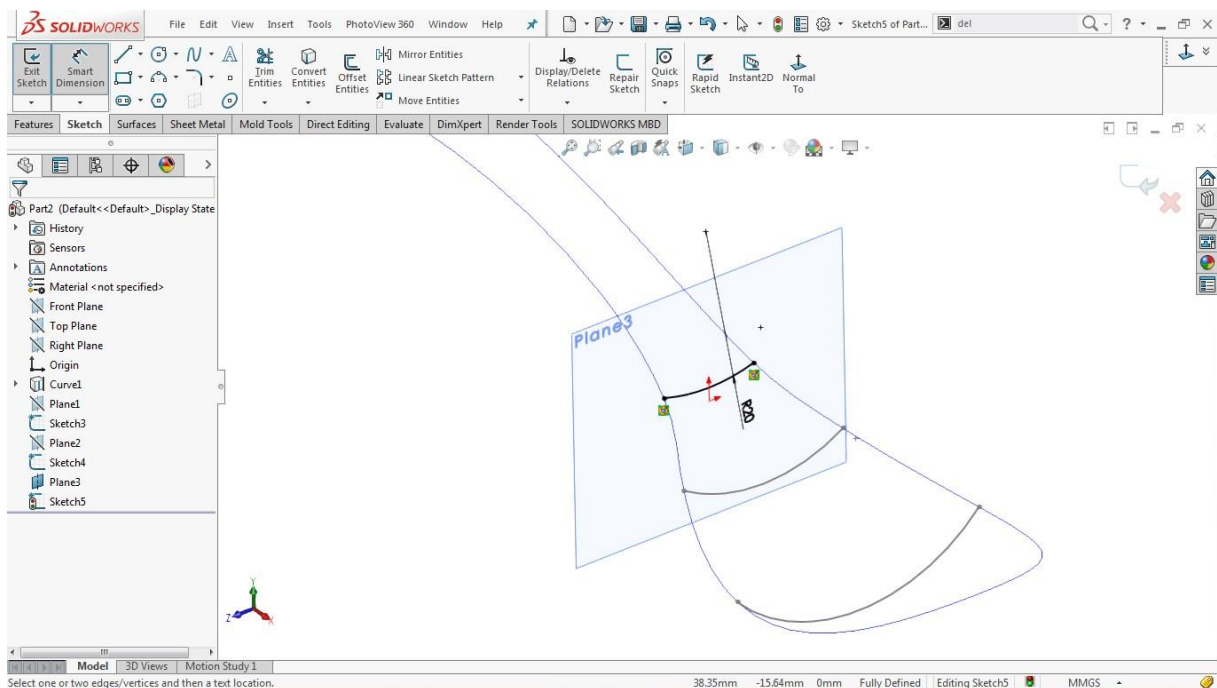 SOLIDWORKS File Edit View Insert Tools PhotoView 360 Window Help Sketch5 of Part... del ?
Exit Sketch
Smart Dimension
Trim Entities
Convert Entities
Offset Entities
Mirror Entities
Linear Sketch Pattern
Move Entities
Display/Delete Relations
Repair Sketch
Quick Snaps
Rapid Sketch
Instant2D
Normal To
Features Sketch Surfaces Sheet Metal Mold Tools Direct Editing Evaluate DimXpert Render Tools SOLIDWORKS MBD
Part2 (Default<<Default>_Display State
History
Sensors
Annotations
Material <not specified>
Front Plane
Top Plane
Right Plane
Origin
Curve1
Plane1
Sketch3
Plane2
Sketch4
Plane3
Sketch5
Plane3
R20
Y
Z
X
Model 3D Views Motion Study 1
Select one or two edges/vertices and then a text location. 38.35mm -15.64mm 0mm Fully Defined Editing Sketch5 MMGS